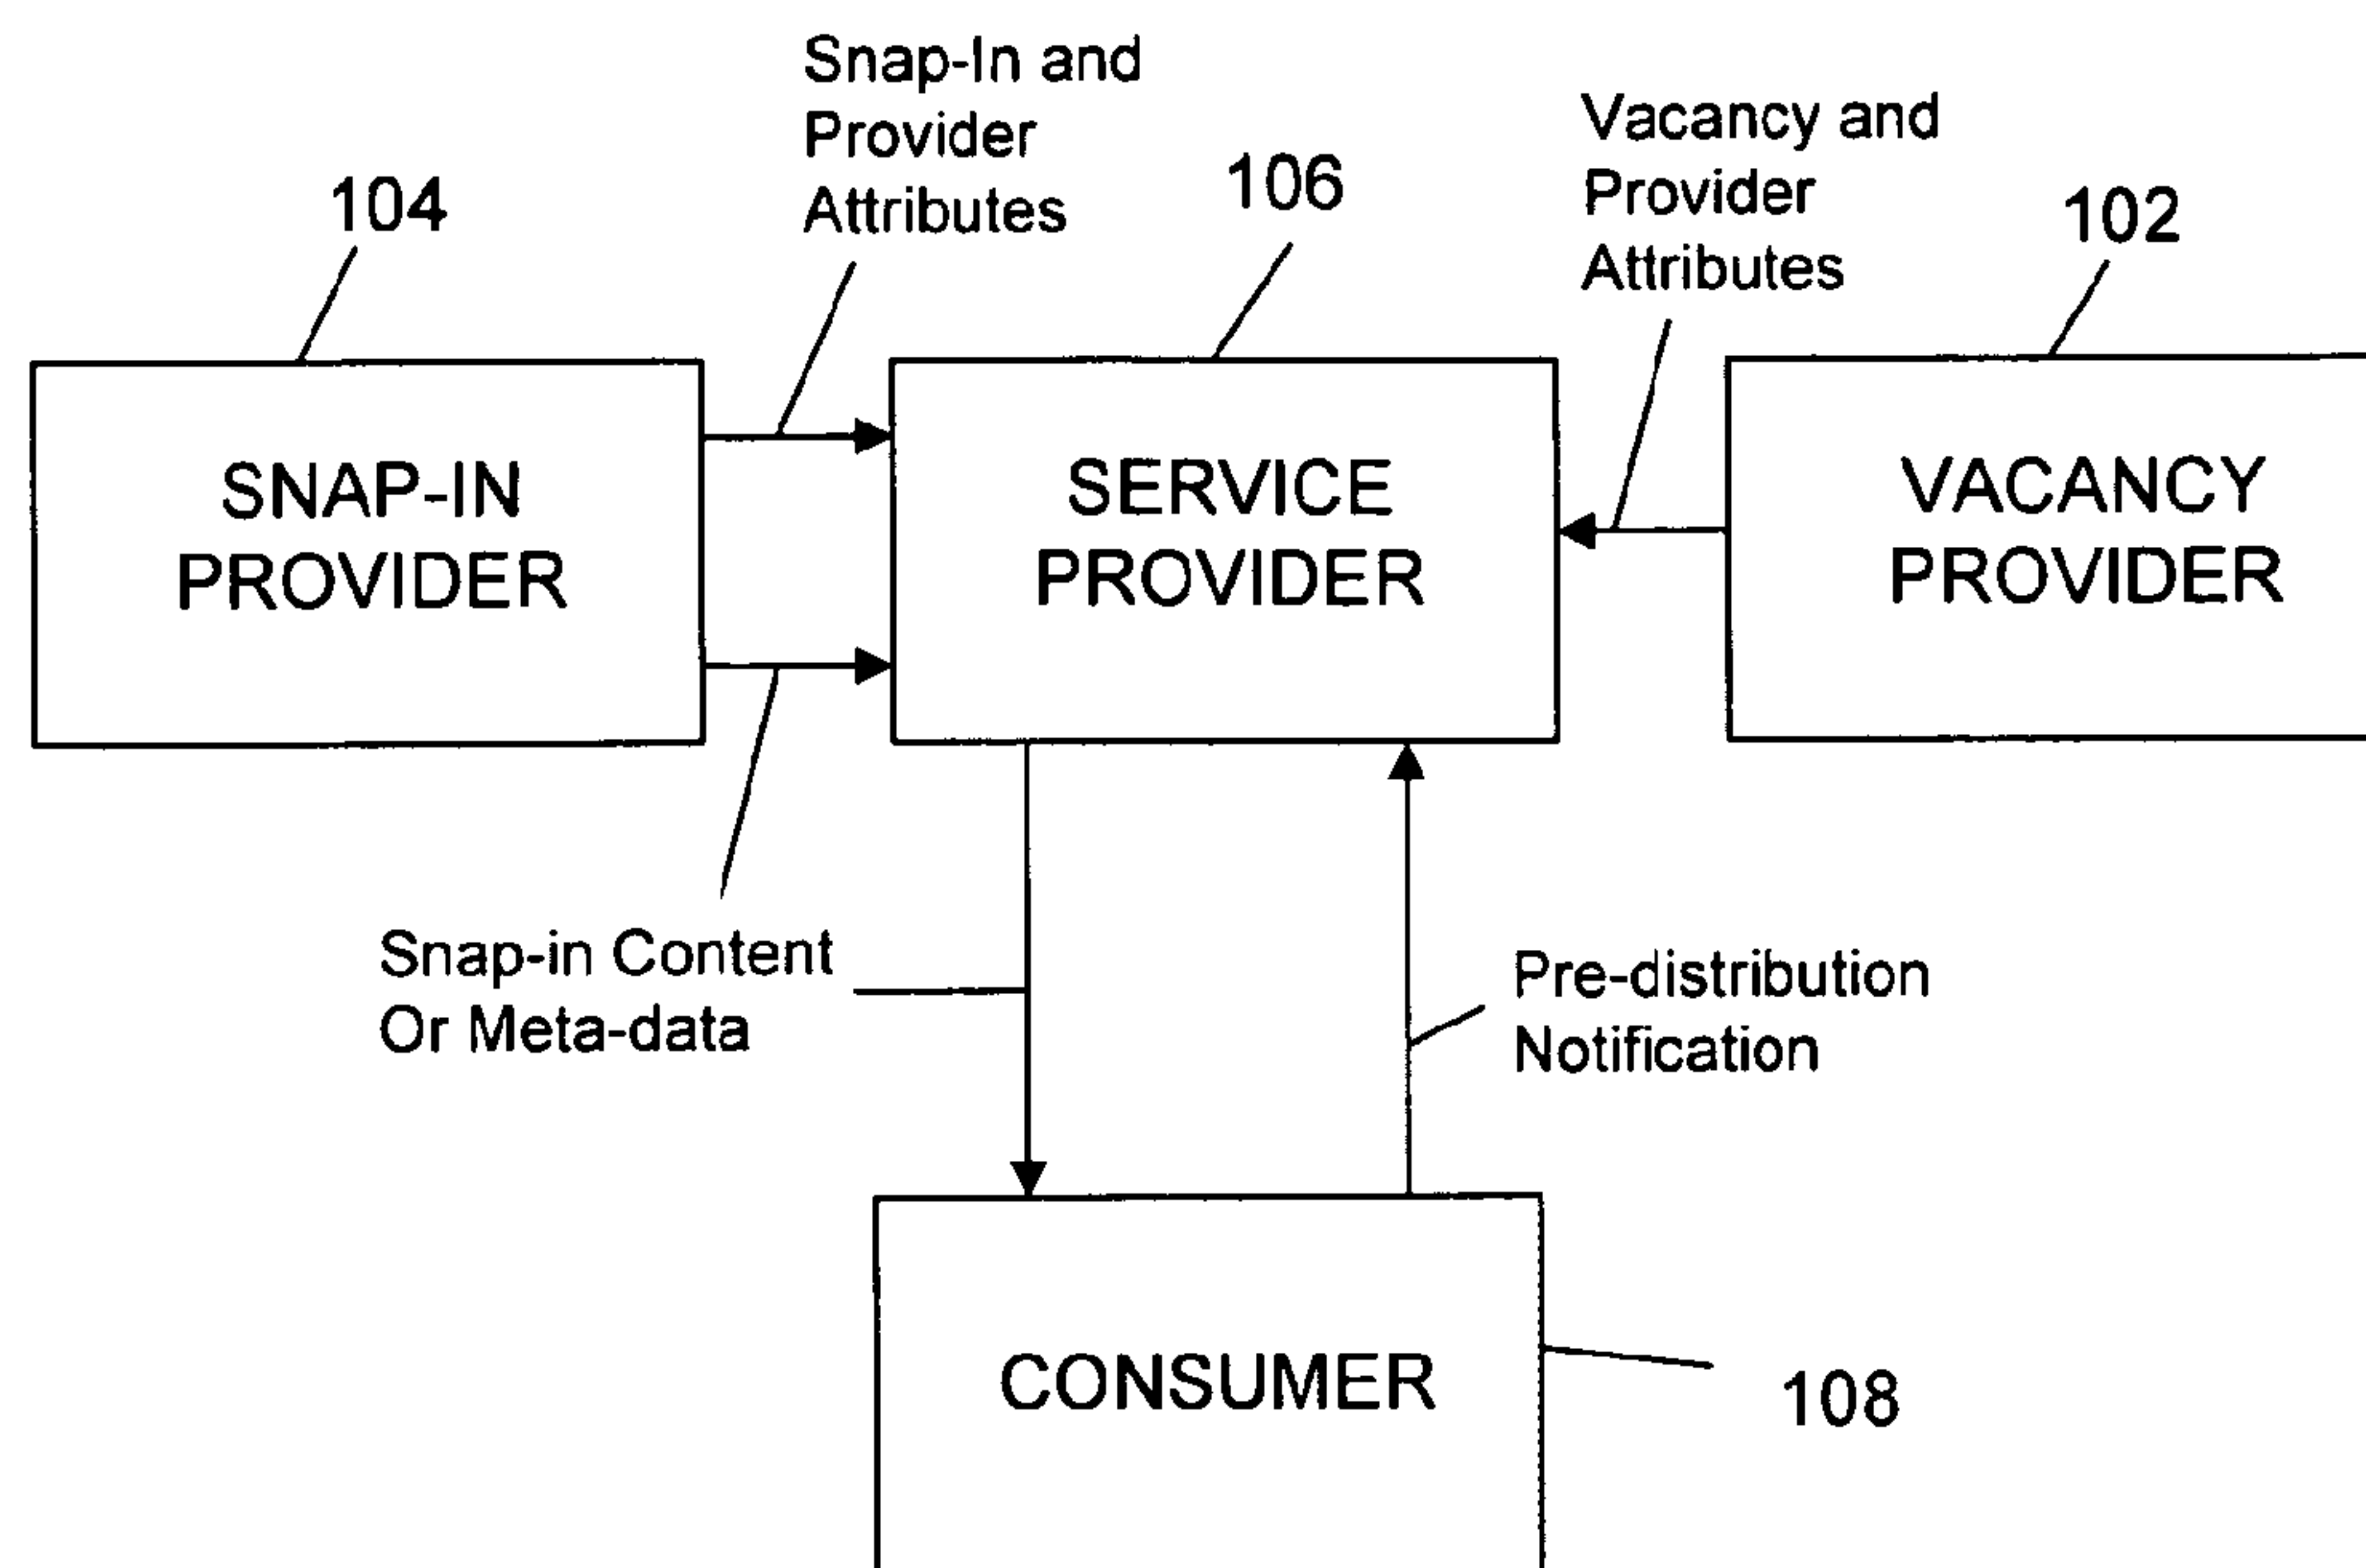 Snap-In and
Provider
Attributes
Vacancy and
Provider
Attributes
104
106
102
SNAP-IN
PROVIDER
SERVICE
PROVIDER
VACANCY
PROVIDER
Snap-in Content
Or Meta-data
Pre-distribution
Notification
CONSUMER
108